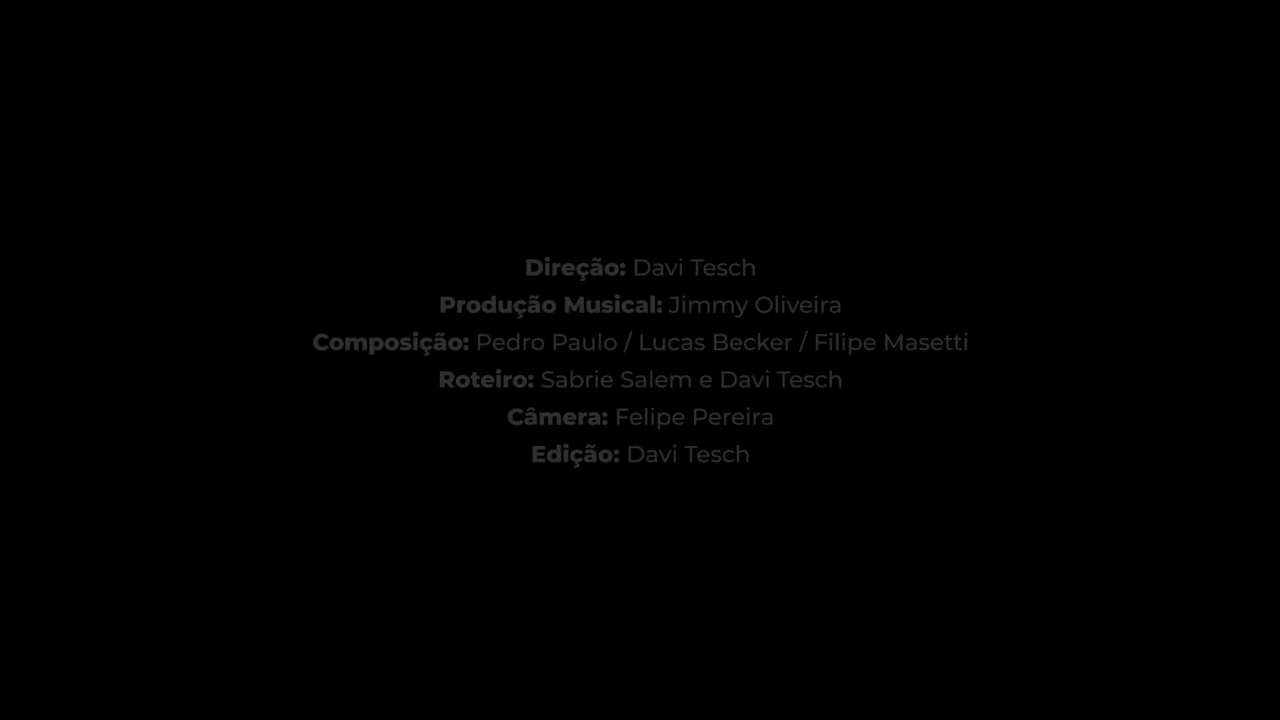 Direção: Davi Tesch
Produção Musical: Jimmy Oliveira
Composição: Pedro Paulo / Lucas Becker / Filipe Masetti
Roteiro: Sabrie Salem e Davi Tesch
Câmera: Felipe Pereira
Edição: Davi Tesch